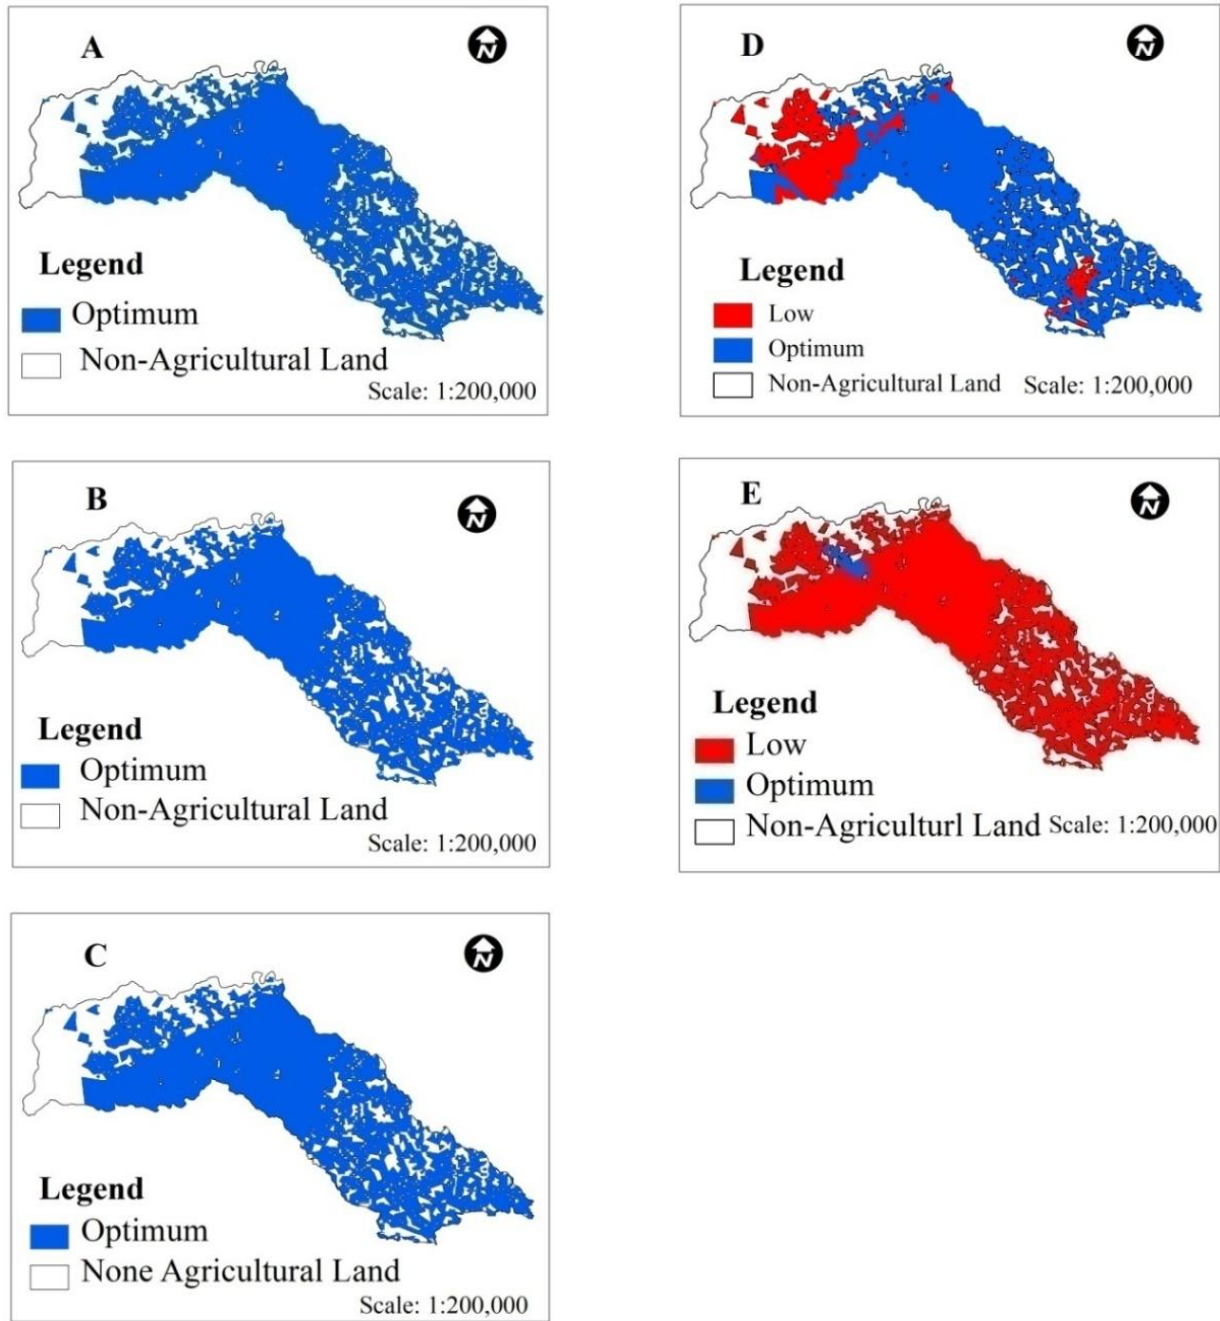 A
N
Legend
Optimum
Non-Agricultural Land
Scale: 1:200,000
D
N
Legend
Low
Optimum
Non-Agricultural Land Scale: 1:200,000
B
N
Legend
Optimum
Non-Agricultural Land
Scale: 1:200,000
E
N
Legend
Low
Optimum
Non-Agriculturl Land Scale: 1:200,000
C
N
Legend
Optimum
None Agricultural Land
Scale: 1:200,000